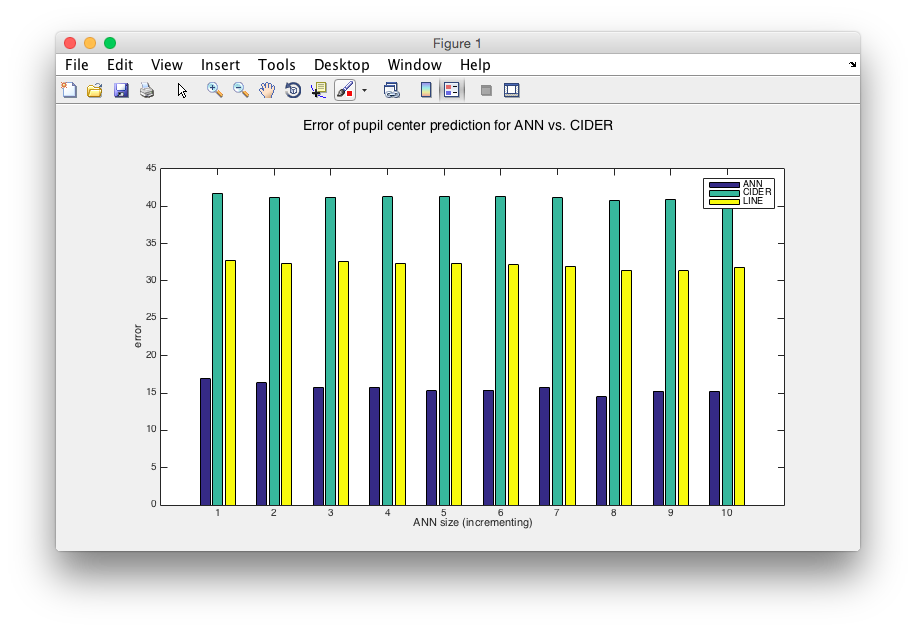 Figure 1
File Edit View Insert Tools Desktop Window Help
Error of pupil center prediction for ANN vs. CIDER
45
40
35
30
25
20
15
10
5
0
error
ANN
CIDER
LINE
1 2 3 4 5 6 7 8 9 10
ANN size (incrementing)